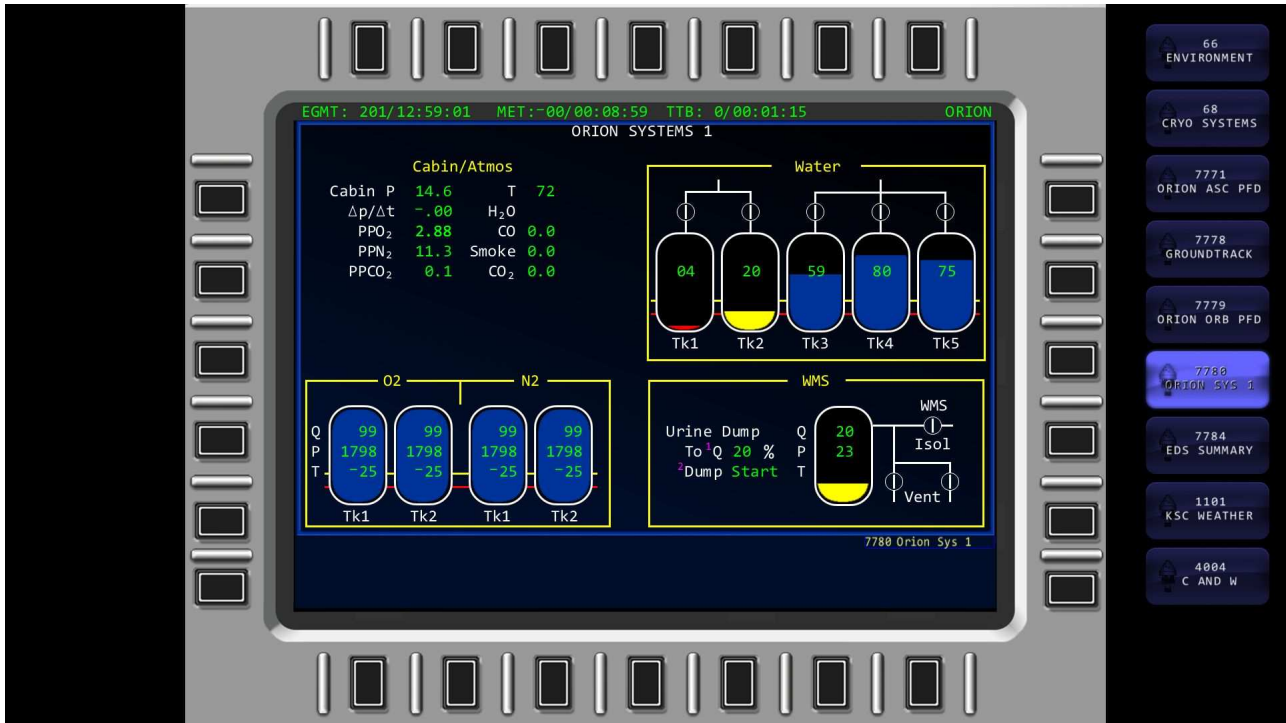 EGMT: 201/12:59:01 MET:-00/00:08:59 TTB: 0/00:01:15 ORION
ORION SYSTEMS 1
Cabin/Atmos
Cabin P 14.6 T 72
Δp/Δt -.00 H₂O
PPO₂ 2.88 CO 0.0
PPN₂ 11.3 Smoke 0.0
PPCO₂ 0.1 CO₂ 0.0
Water
04 20 59 80 75
Tk1 Tk2 Tk3 Tk4 Tk5
O2 N2
Q 99 99 99 99
P 1798 1798 1798 1798
T -25 -25 -25 -25
Tk1 Tk2 Tk1 Tk2
WMS
Urine Dump
To ¹Q 20 %
²Dump Start
Q 20
P 23
T
WMS
Isol
Vent
7780 Orion Sys 1
66
ENVIRONMENT
68
CRYO SYSTEMS
7771
ORION ASC PFD
7778
GROUNDTRACK
7779
ORION ORB PFD
7780
ORION SYS 1
7784
EDS SUMMARY
1101
KSC WEATHER
4004
C AND W